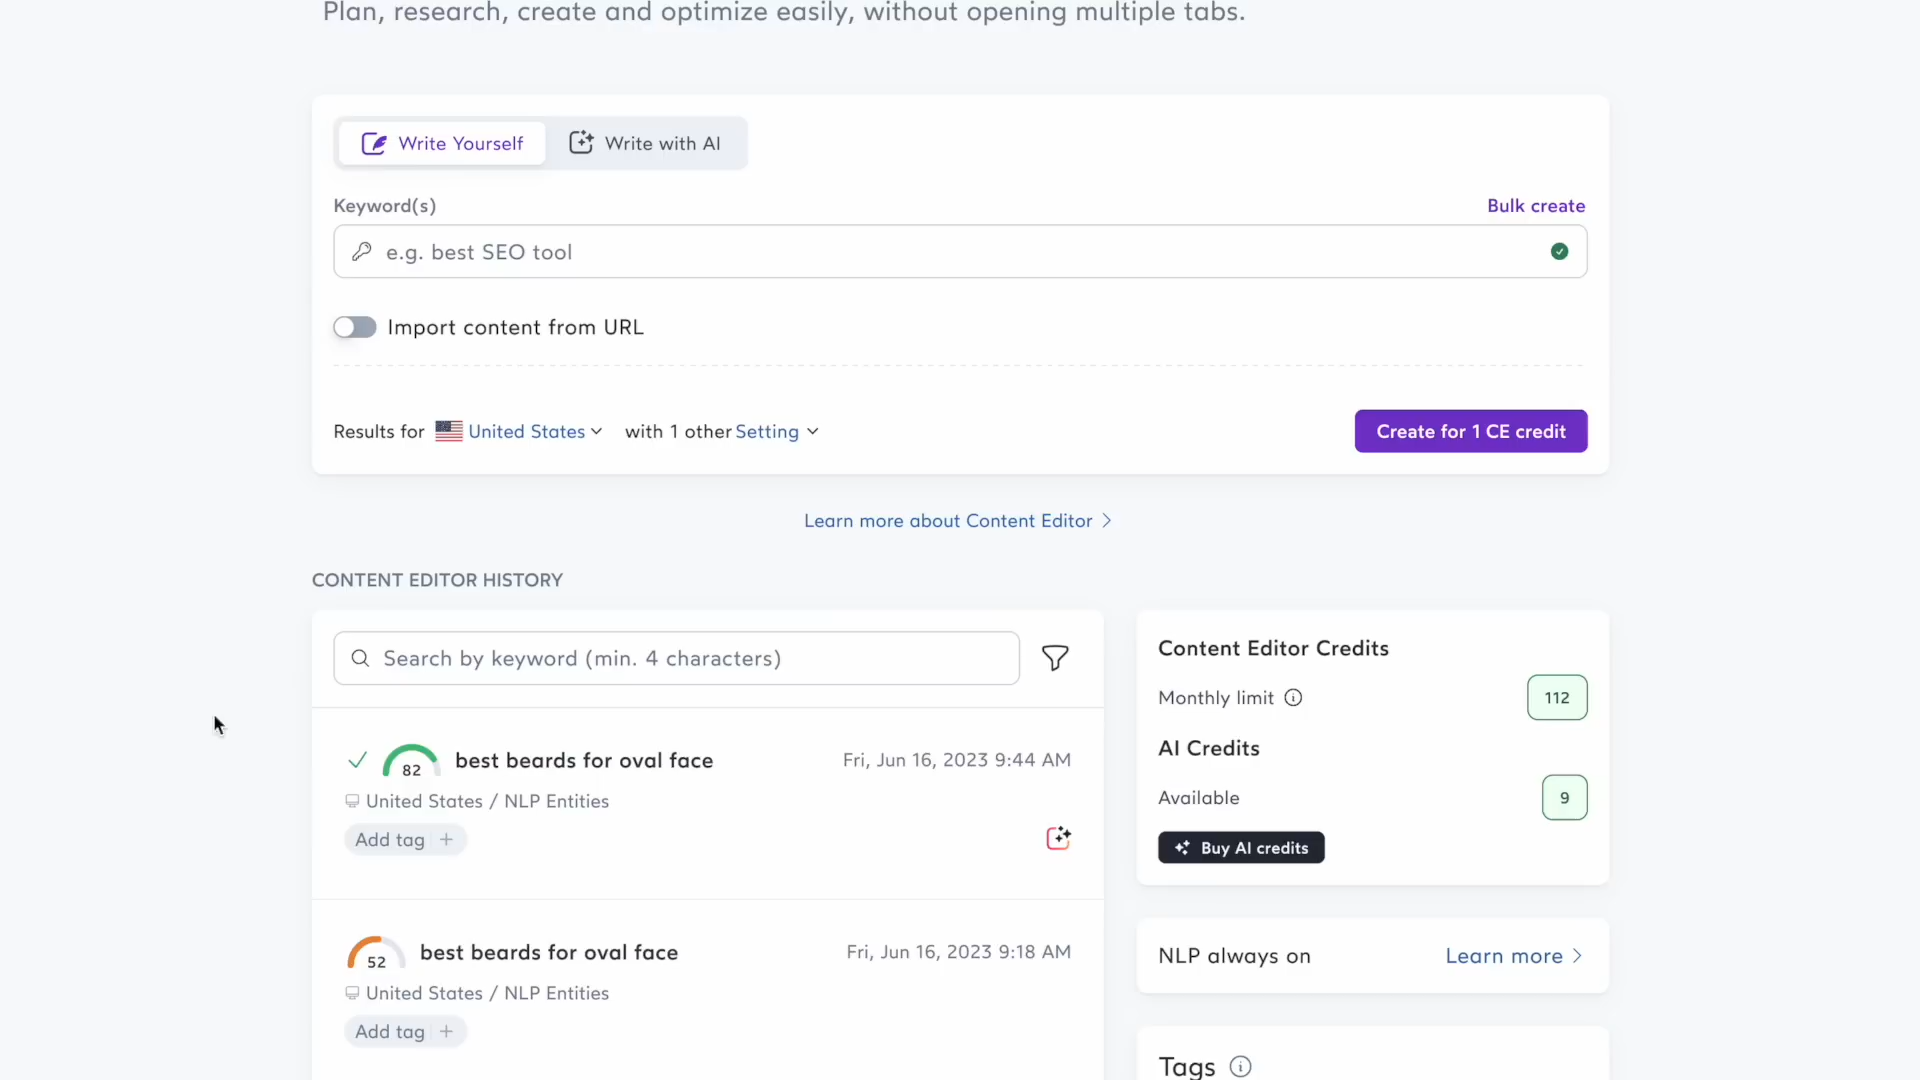 Plan, research, create and optimize easily, without opening multiple tabs.
Write Yourself
Write with AI
Keyword(s)
Bulk create
e.g. best SEO tool
Import content from URL
Results for United States with 1 other Setting
Create for 1 CE credit
Learn more about Content Editor
CONTENT EDITOR HISTORY
Search by keyword (min. 4 characters)
82 best beards for oval face
Fri, Jun 16, 2023 9:44 AM
United States / NLP Entities
Add tag +
52 best beards for oval face
Fri, Jun 16, 2023 9:18 AM
United States / NLP Entities
Add tag +
Content Editor Credits
Monthly limit
112
AI Credits
Available
9
Buy AI credits
NLP always on
Learn more
Tags